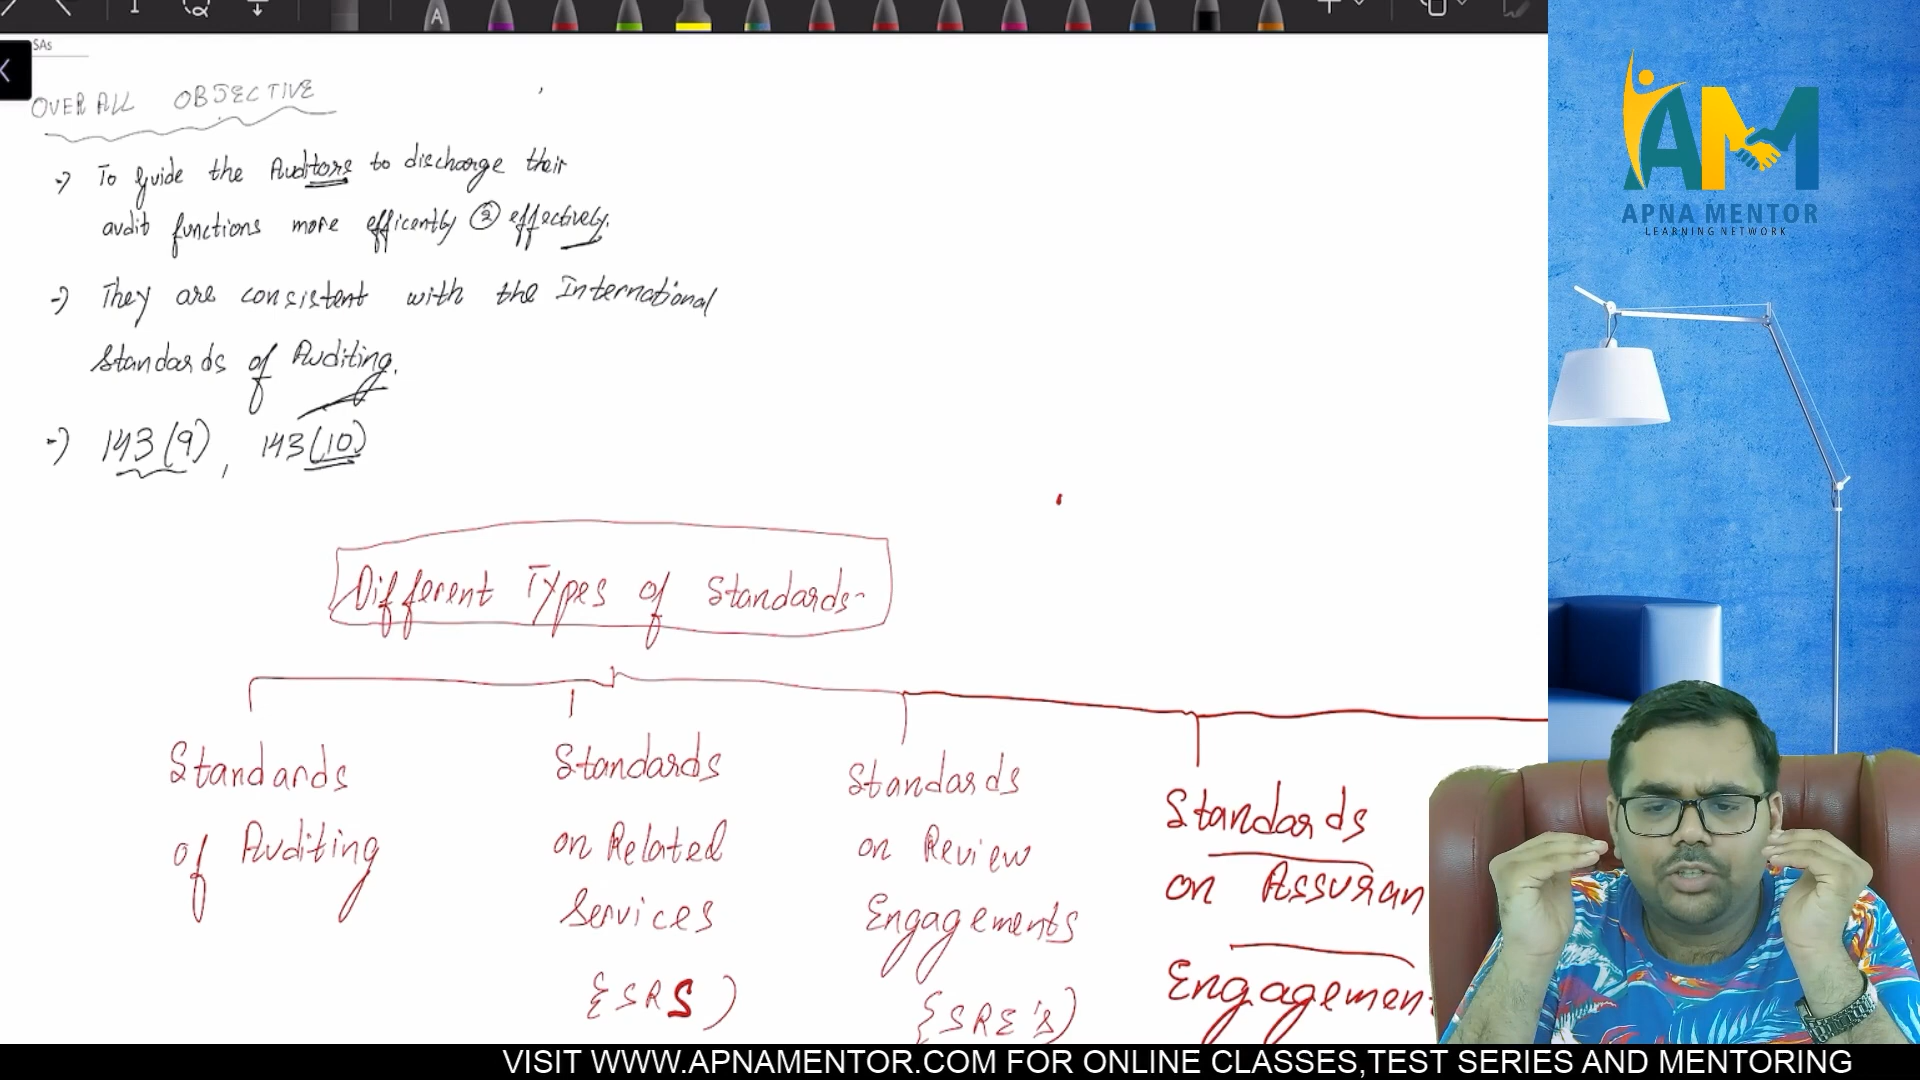 SAs
OVER ALL OBJECTIVE
=) To guide the Auditors to discharge their
audit functions more efficently & effectively.
=) They are consistent with the International
Standards of Auditing.
=) 143(9), 143(10)
Different Types of Standards-
Standards
of Auditing
Standards
on Related
Services
{SRS)
Standards
on Review
Engagements
{SRE's)
Standards
on Assuran
Engagemen
A
AM
APNA MENTOR
LEARNING NETWORK
VISIT WWW.APNAMENTOR.COM FOR ONLINE CLASSES,TEST SERIES AND MENTORING